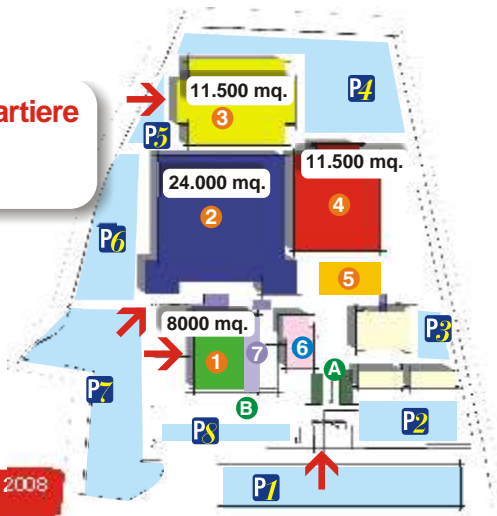 artiere
11.500 mq.
3
P4
P5
11.500 mq.
24.000 mq.
4
2
P6
5
8000 mq.
P3
1
7
6
A
P7
B
P2
P8
2008
P1